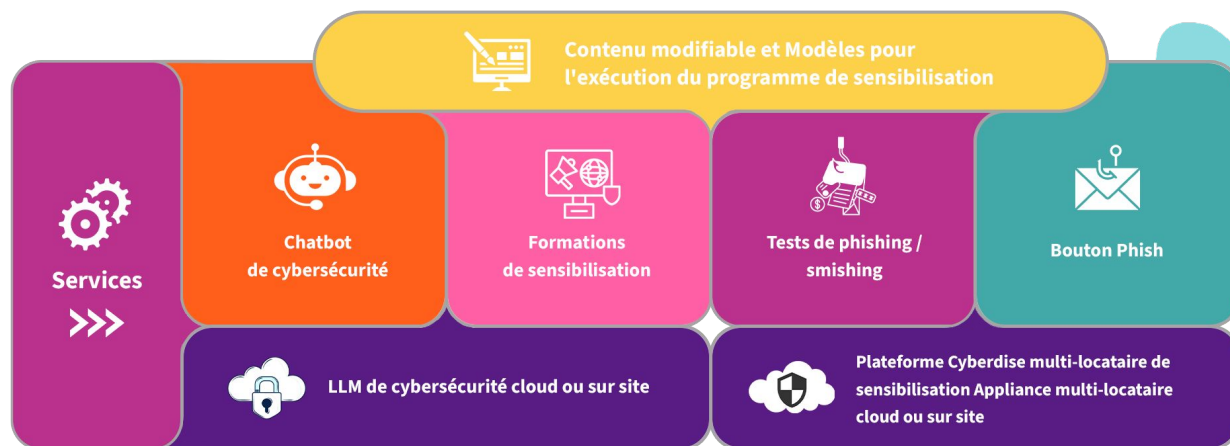 Contenu modifiable et Modèles pour
l'exécution du programme de sensibilisation
Services
Chatbot
de cybersécurité
Formations
de sensibilisation
Tests de phishing /
smishing
Bouton Phish
LLM de cybersécurité cloud ou sur site
Plateforme Cyberdise multi-locataire de
sensibilisation Appliance multi-locataire
cloud ou sur site